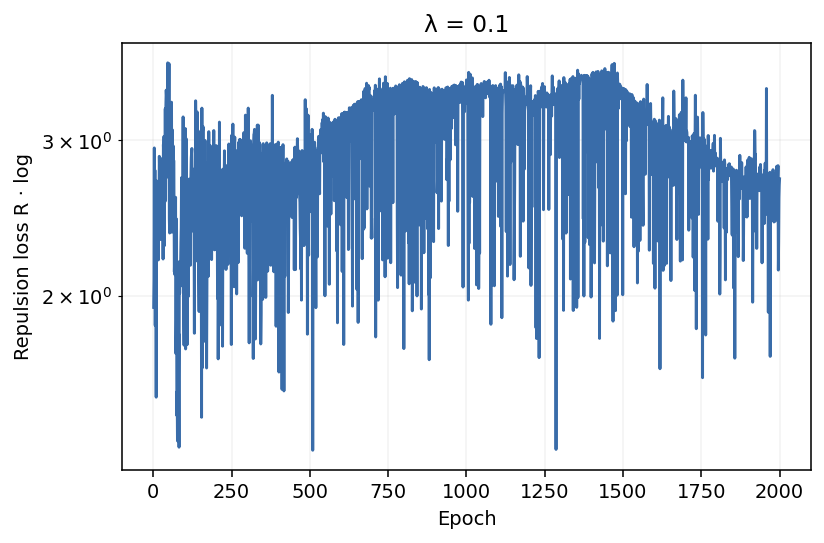 λ = 0.1
Repulsion loss R · log
3 × 10⁰
2 × 10⁰
0 250 500 750 1000 1250 1500 1750 2000
Epoch